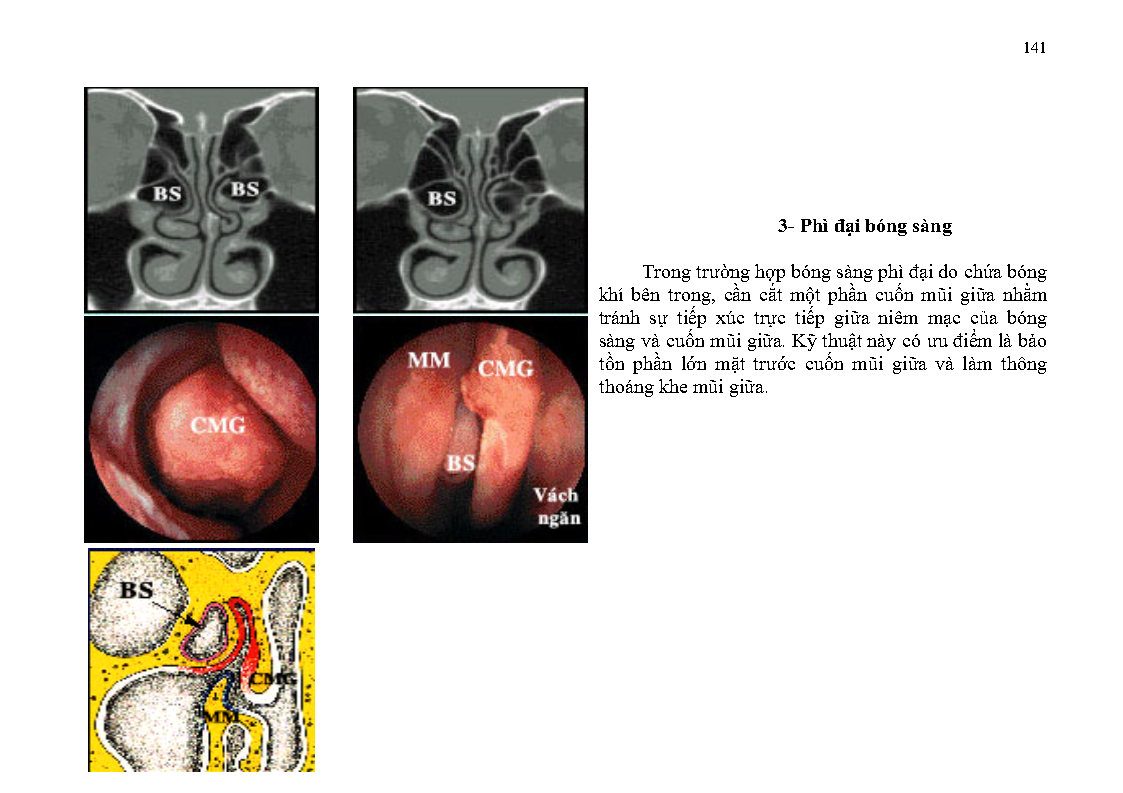 141
BS
BS
BS
3- Phì đại bóng sàng
Trong trường hợp bóng sàng phì đại do chứa bóng
khí bên trong, cần cắt một phần cuốn mũi giữa nhằm
tránh sự tiếp xúc trực tiếp giữa niêm mạc của bóng
sàng và cuốn mũi giữa. Kỹ thuật này có ưu điểm là bảo
tồn phần lớn mặt trước cuốn mũi giữa và làm thông
thoáng khe mũi giữa.
CMG
MM
CMG
BS
Vách
ngăn
BS
CMG
MM